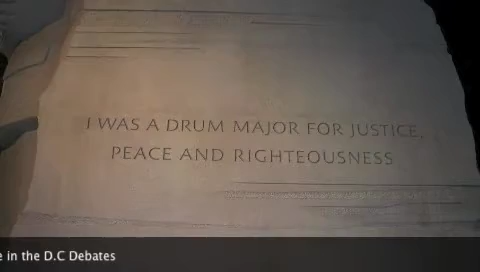 I WAS A DRUM MAJOR FOR JUSTICE,
PEACE AND RIGHTEOUSNESS
e in the D.C Debates